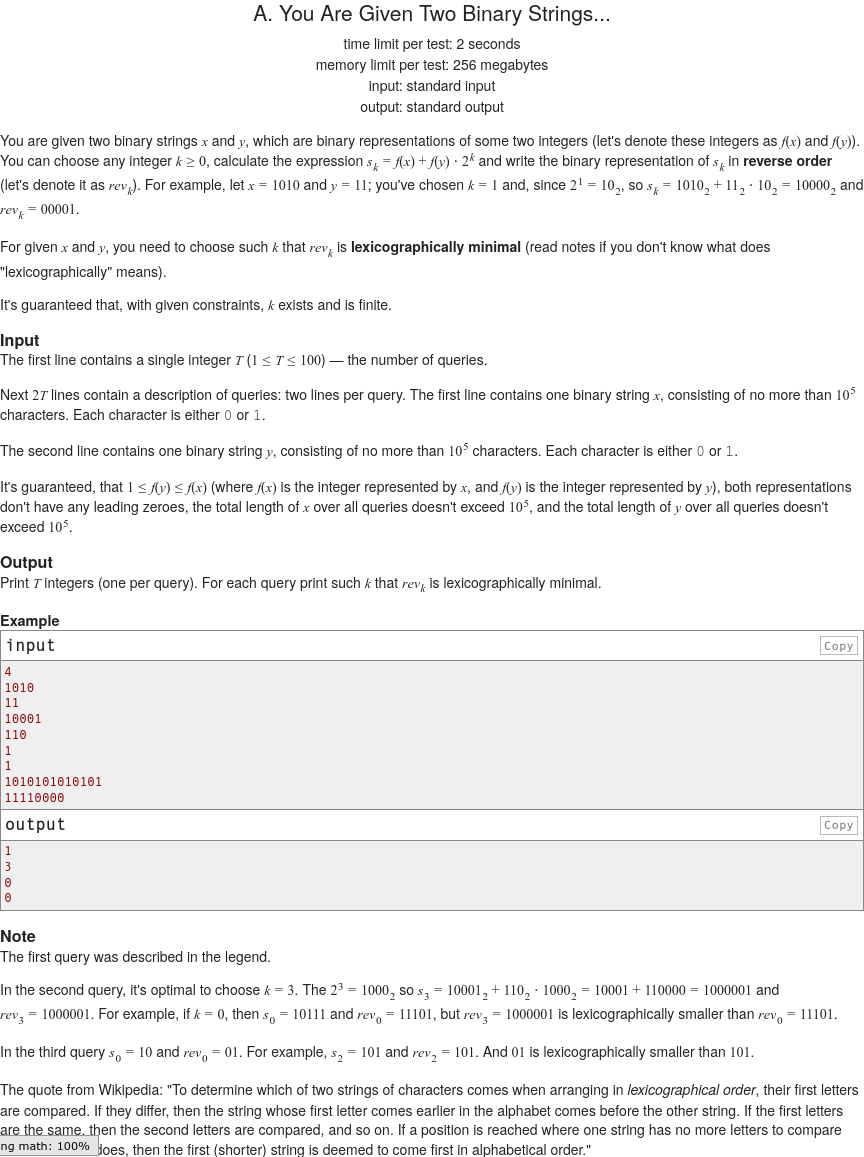 A. You Are Given Two Binary Strings...
time limit per test: 2 seconds
memory limit per test: 256 megabytes
input: standard input
output: standard output
You are given two binary strings x and y, which are binary representations of some two integers (let's denote these integers as f(x) and f(y)).
You can choose any integer k ≥ 0, calculate the expression s_k = f(x) + f(y) · 2^k and write the binary representation of s_k in reverse order
(let's denote it as rev_k). For example, let x = 1010 and y = 11; you've chosen k = 1 and, since 2^1 = 10_2, so s_k = 1010_2 + 11_2 · 10_2 = 10000_2 and
rev_k = 00001.
For given x and y, you need to choose such k that rev_k is lexicographically minimal (read notes if you don't know what does
"lexicographically" means).
It's guaranteed that, with given constraints, k exists and is finite.
Input
The first line contains a single integer T (1 ≤ T ≤ 100) — the number of queries.
Next 2T lines contain a description of queries: two lines per query. The first line contains one binary string x, consisting of no more than 10^5
characters. Each character is either 0 or 1.
The second line contains one binary string y, consisting of no more than 10^5 characters. Each character is either 0 or 1.
It's guaranteed, that 1 ≤ f(y) ≤ f(x) (where f(x) is the integer represented by x, and f(y) is the integer represented by y), both representations
don't have any leading zeroes, the total length of x over all queries doesn't exceed 10^5, and the total length of y over all queries doesn't
exceed 10^5.
Output
Print T integers (one per query). For each query print such k that rev_k is lexicographically minimal.
Example
input Copy
4
1010
11
10001
110
1
1
1010101010101
11110000
output Copy
1
3
0
0
Note
The first query was described in the legend.
In the second query, it's optimal to choose k = 3. The 2^3 = 1000_2 so s_3 = 10001_2 + 110_2 · 1000_2 = 10001 + 110000 = 1000001 and
rev_3 = 1000001. For example, if k = 0, then s_0 = 10111 and rev_0 = 11101, but rev_3 = 1000001 is lexicographically smaller than rev_0 = 11101.
In the third query s_0 = 10 and rev_0 = 01. For example, s_2 = 101 and rev_2 = 101. And 01 is lexicographically smaller than 101.
The quote from Wikipedia: "To determine which of two strings of characters comes when arranging in lexicographical order, their first letters
are compared. If they differ, then the string whose first letter comes earlier in the alphabet comes before the other string. If the first letters
are the same, then the second letters are compared, and so on. If a position is reached where one string has no more letters to compare
ng math: 100% does, then the first (shorter) string is deemed to come first in alphabetical order."